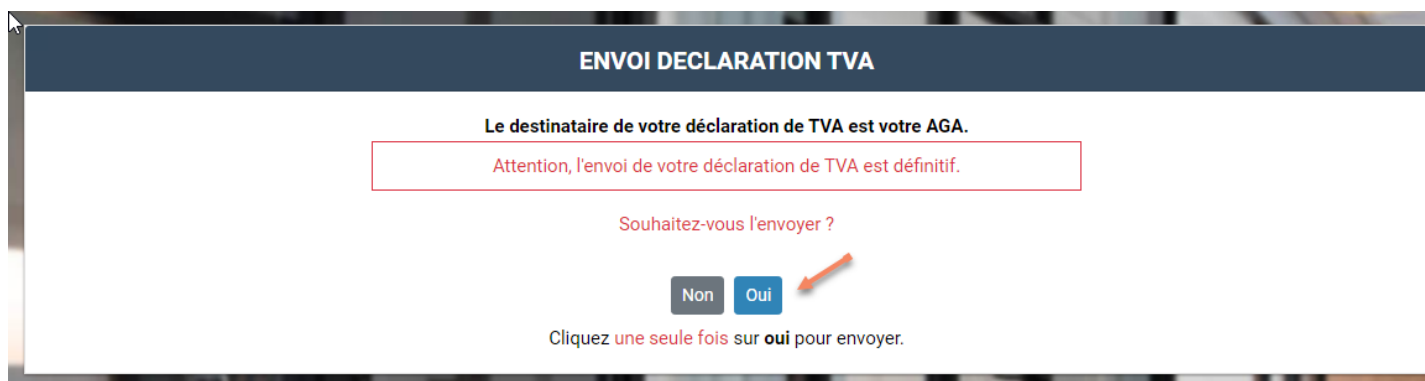 ENVOI DECLARATION TVA
Le destinataire de votre déclaration de TVA est votre AGA.
Attention, l'envoi de votre déclaration de TVA est définitif.
Souhaitez-vous l'envoyer ?
Non Oui
Cliquez une seule fois sur oui pour envoyer.